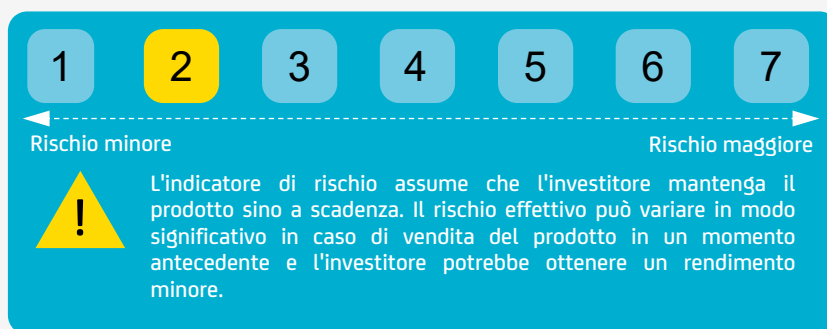 1 2 3 4 5 6 7
Rischio minore Rischio maggiore
!
L'indicatore di rischio assume che l'investitore mantenga il
prodotto sino a scadenza. Il rischio effettivo può variare in modo
significativo in caso di vendita del prodotto in un momento
antecedente e l'investitore potrebbe ottenere un rendimento
minore.